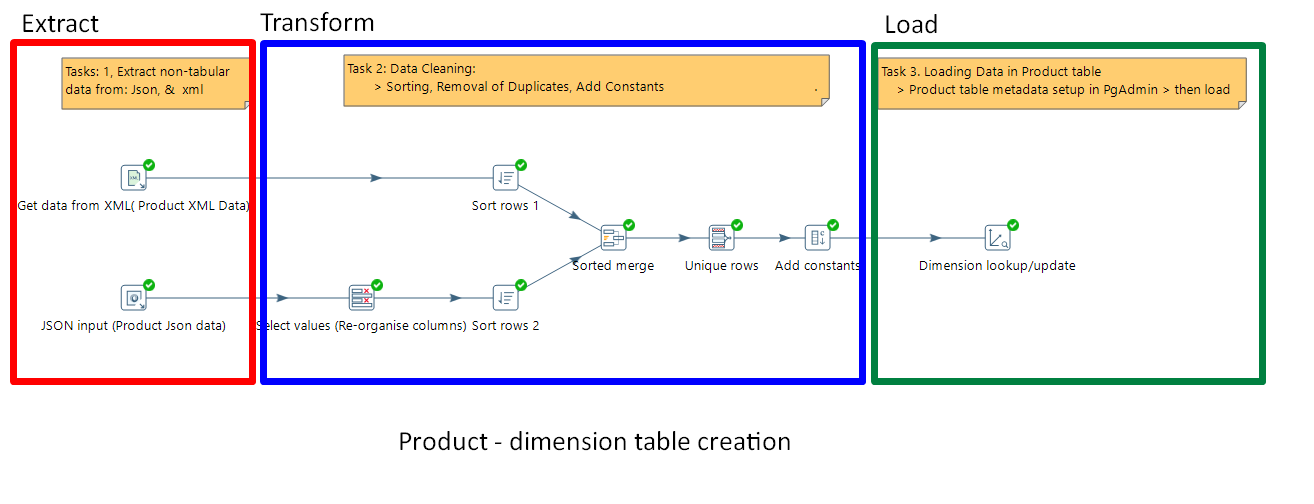 Extract
Transform
Load
Tasks: 1, Extract non-tabular
data from: Json, &  xml
Task 2: Data Cleaning:
> Sorting, Removal of Duplicates, Add Constants .
Task 3. Loading Data in Product table
> Product table metadata setup in PgAdmin > then load
Get data from XML( Product XML Data)
Sort rows 1
Sorted merge
Unique rows
Add constants
Dimension lookup/update
JSON input (Product Json data)
Select values (Re-organise columns)
Sort rows 2
Product - dimension table creation